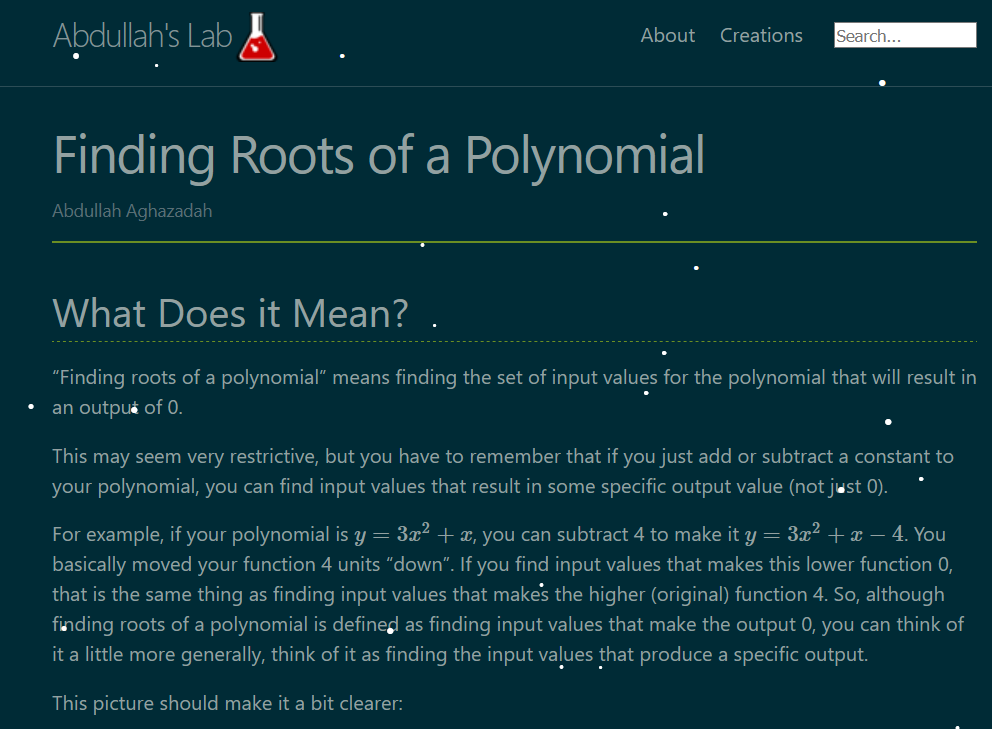 Abdullah's Lab
About Creations Search...
Finding Roots of a Polynomial
Abdullah Aghazadah
What Does it Mean?
“Finding roots of a polynomial” means finding the set of input values for the polynomial that will result in
an output of 0.
This may seem very restrictive, but you have to remember that if you just add or subtract a constant to
your polynomial, you can find input values that result in some specific output value (not just 0).
For example, if your polynomial is y = 3x² + x, you can subtract 4 to make it y = 3x² + x − 4. You
basically moved your function 4 units “down”. If you find input values that makes this lower function 0,
that is the same thing as finding input values that makes the higher (original) function 4. So, although
finding roots of a polynomial is defined as finding input values that make the output 0, you can think of
it a little more generally, think of it as finding the input values that produce a specific output.
This picture should make it a bit clearer: